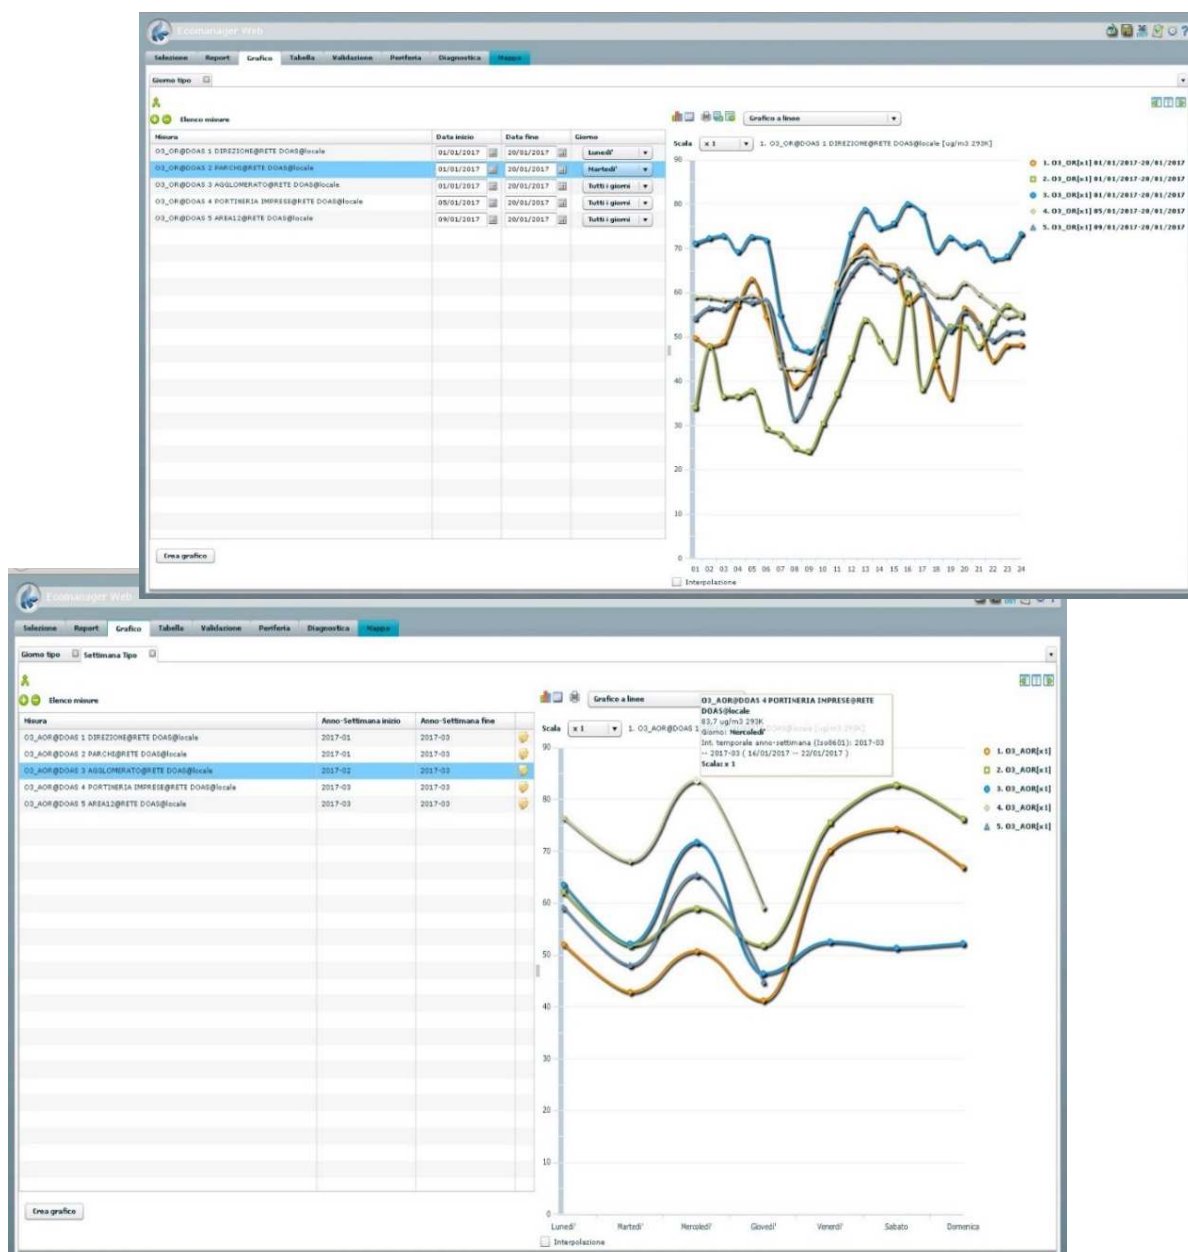 Ecomanager Web
Selezione Report Grafico Tabella Validazione Periferia Diagnostica Mappa
Giorno tipo
Elenco misure
Grafico a linee
Misura Data inizio Data fine Giorno
O3_OR@DOAS 1 DIREZIONE@RETE DOAS@locale 01/01/2017 20/01/2017 Lunedi'
O3_OR@DOAS 2 PARCHI@RETE DOAS@locale 01/01/2017 20/01/2017 Martedi'
O3_OR@DOAS 3 AGGLOMERATO@RETE DOAS@locale 01/01/2017 20/01/2017 Tutti i giorni
O3_OR@DOAS 4 PORTINERIA IMPRESE@RETE DOAS@locale 05/01/2017 20/01/2017 Tutti i giorni
O3_OR@DOAS 5 AREA12@RETE DOAS@locale 09/01/2017 20/01/2017 Tutti i giorni
Scala x 1 1. O3_OR@DOAS 1 DIREZIONE@RETE DOAS@locale [ug/m3 293K]
1. O3_OR[x1] 01/01/2017-20/01/2017
2. O3_OR[x1] 01/01/2017-20/01/2017
3. O3_OR[x1] 01/01/2017-20/01/2017
4. O3_OR[x1] 05/01/2017-20/01/2017
5. O3_OR[x1] 09/01/2017-20/01/2017
90
80
70
60
50
40
30
20
10
0
01 02 03 04 05 06 07 08 09 10 11 12 13 14 15 16 17 18 19 20 21 22 23 24
Crea grafico
Interpolazione
Ecomanager Web
Selezione Report Grafico Tabella Validazione Periferia Diagnostica Mappa
Giorno tipo Settimana Tipo
Elenco misure
Grafico a linee
Misura Anno-Settimana inizio Anno-Settimana fine
O3_AOR@DOAS 1 DIREZIONE@RETE DOAS@locale 2017-01 2017-03
O3_AOR@DOAS 2 PARCHI@RETE DOAS@locale 2017-01 2017-03
O3_AOR@DOAS 3 AGGLOMERATO@RETE DOAS@locale 2017-02 2017-03
O3_AOR@DOAS 4 PORTINERIA IMPRESE@RETE DOAS@locale 2017-03 2017-03
O3_AOR@DOAS 5 AREA12@RETE DOAS@locale 2017-03 2017-03
Scala x 1 1. O3_AOR@DOAS 1
O3_AOR@DOAS 4 PORTINERIA IMPRESE@RETE
DOAS@locale
83,7 ug/m3 293K
Giorno: Mercoledi'
Int. temporale anno-settimana (Iso8601): 2017-03
-- 2017-03 ( 16/01/2017 -- 22/01/2017 )
Scala: x 1
1. O3_AOR[x1]
2. O3_AOR[x1]
3. O3_AOR[x1]
4. O3_AOR[x1]
5. O3_AOR[x1]
90
80
70
60
50
40
30
20
10
0
Lunedi' Martedi' Mercoledi' Giovedi' Venerdi' Sabato Domenica
Crea grafico
Interpolazione